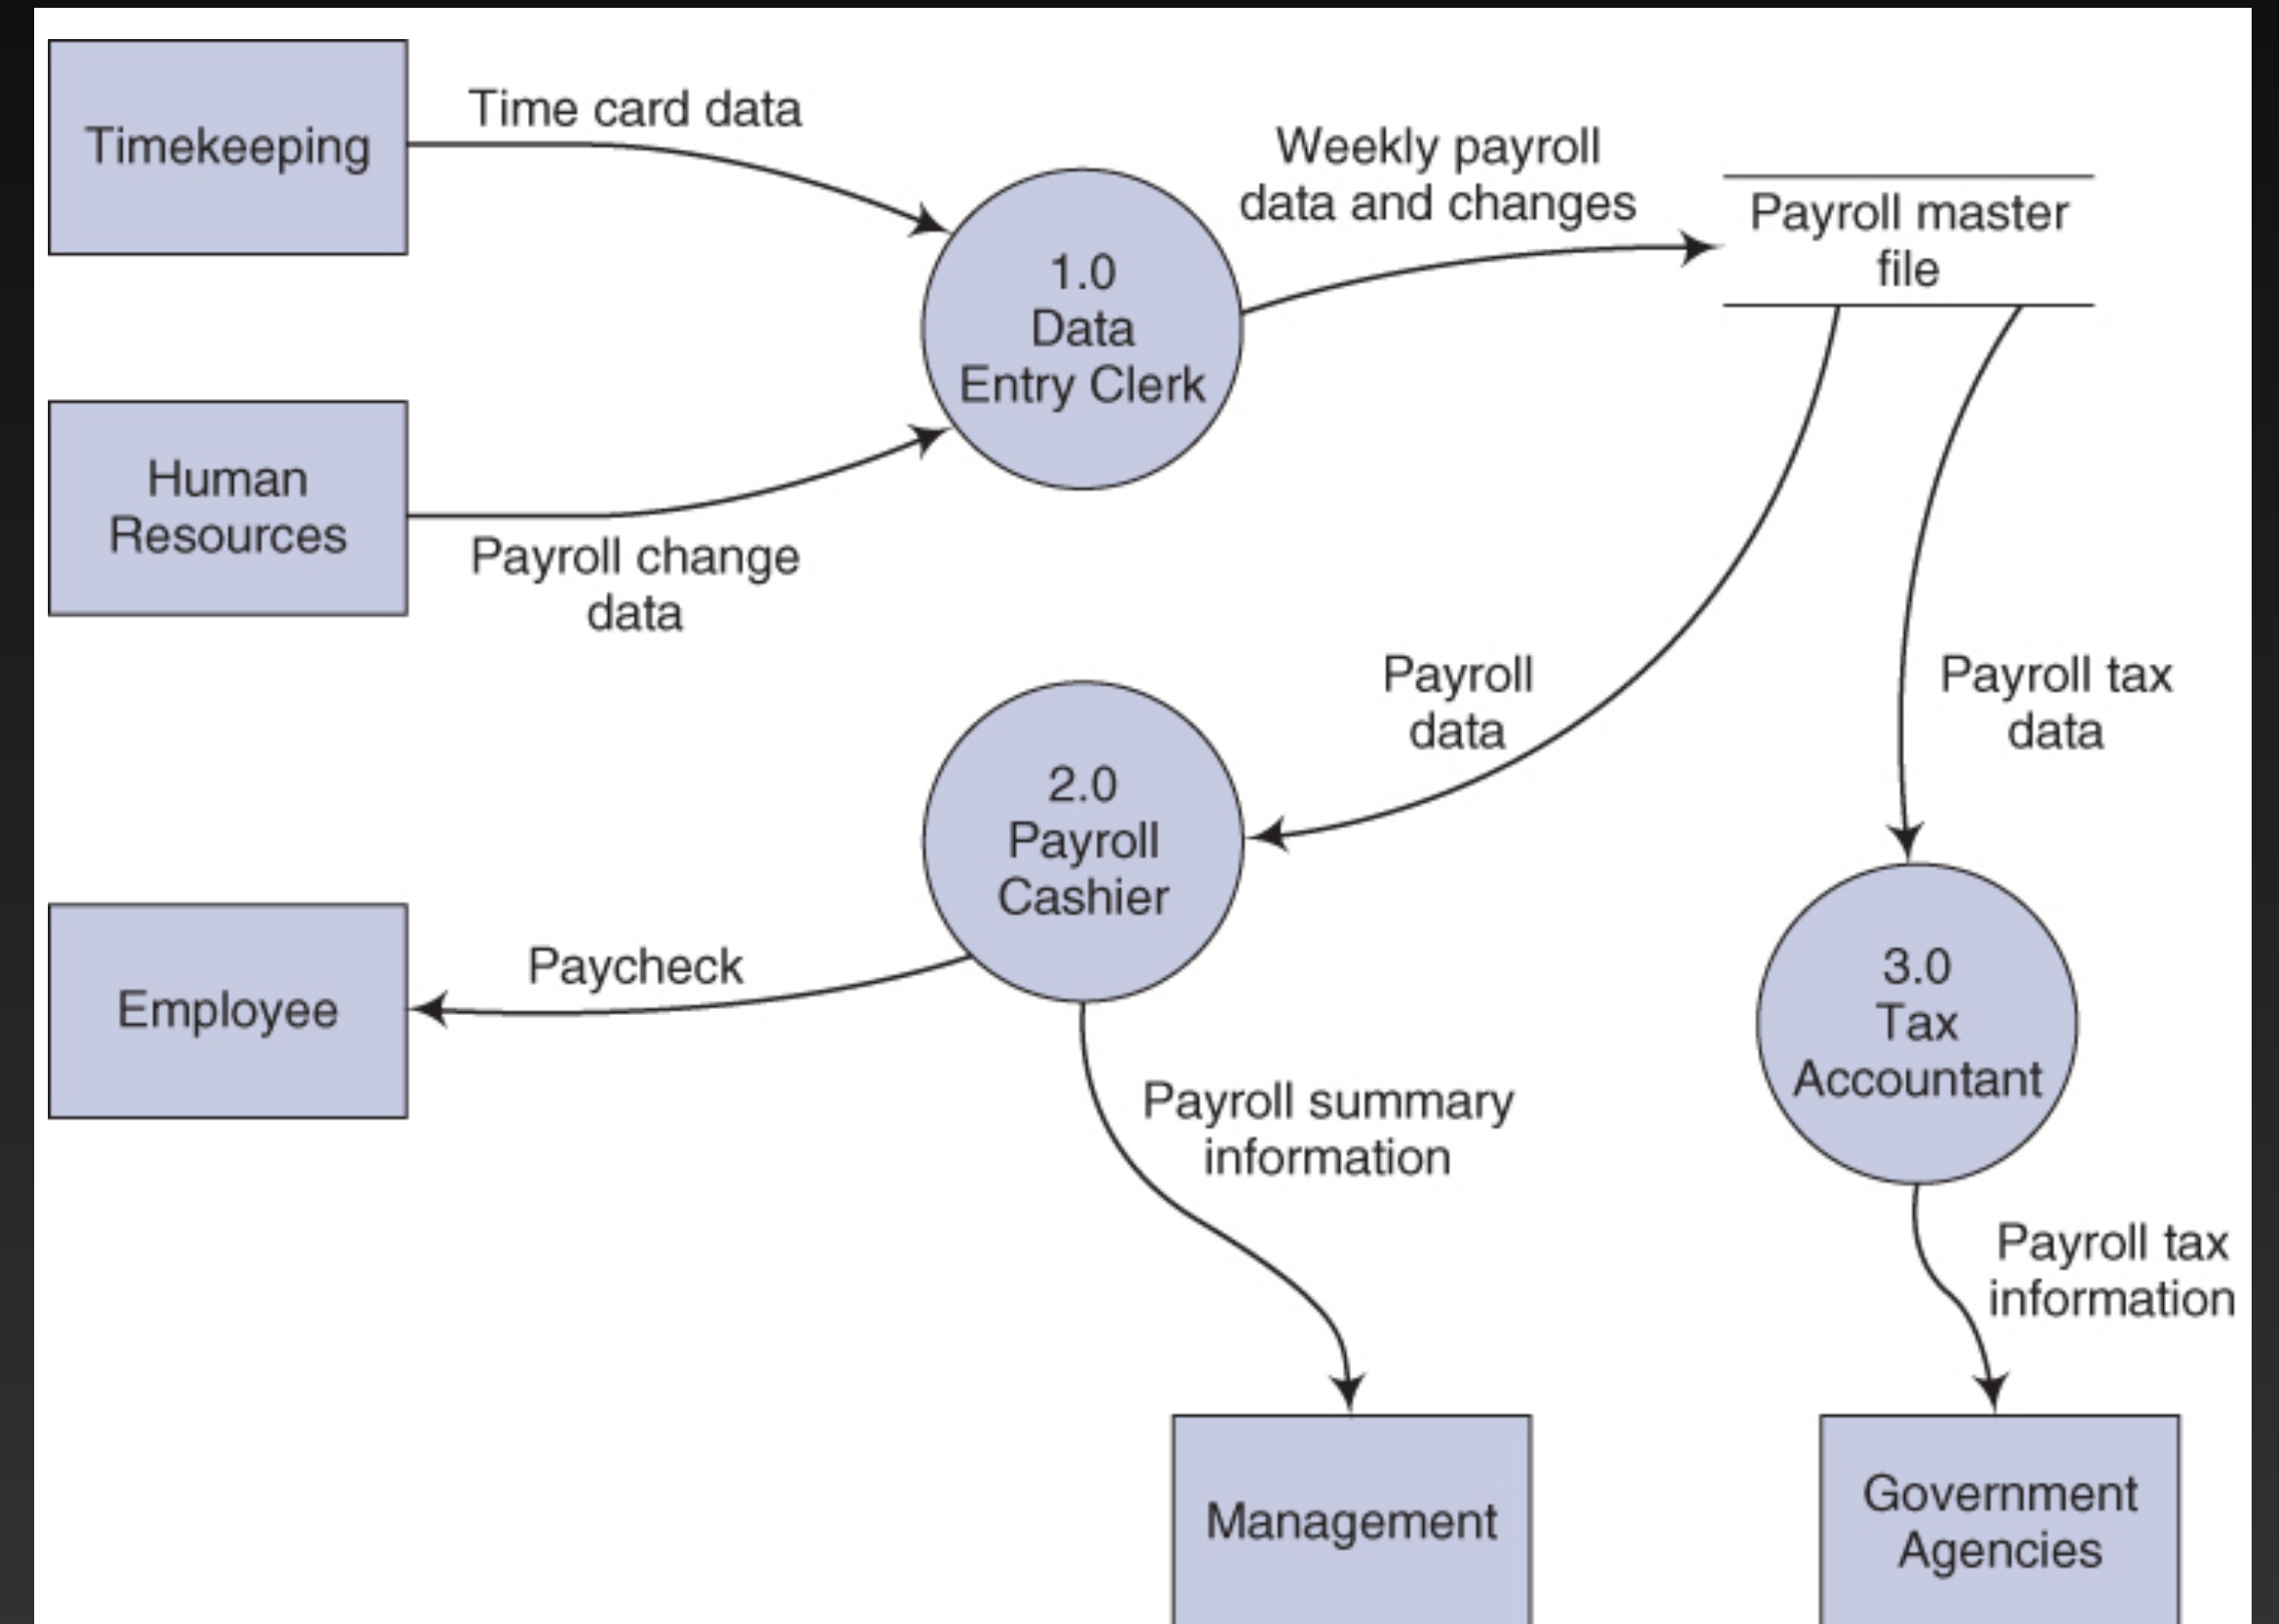 Timekeeping
Time card data
Weekly payroll
data and changes
Payroll master
file
1.0
Data
Entry Clerk
Human
Resources
Payroll change
data
Payroll
data
Payroll tax
data
2.0
Payroll
Cashier
Employee
Paycheck
3.0
Tax
Accountant
Payroll summary
information
Payroll tax
information
Management
Government
Agencies